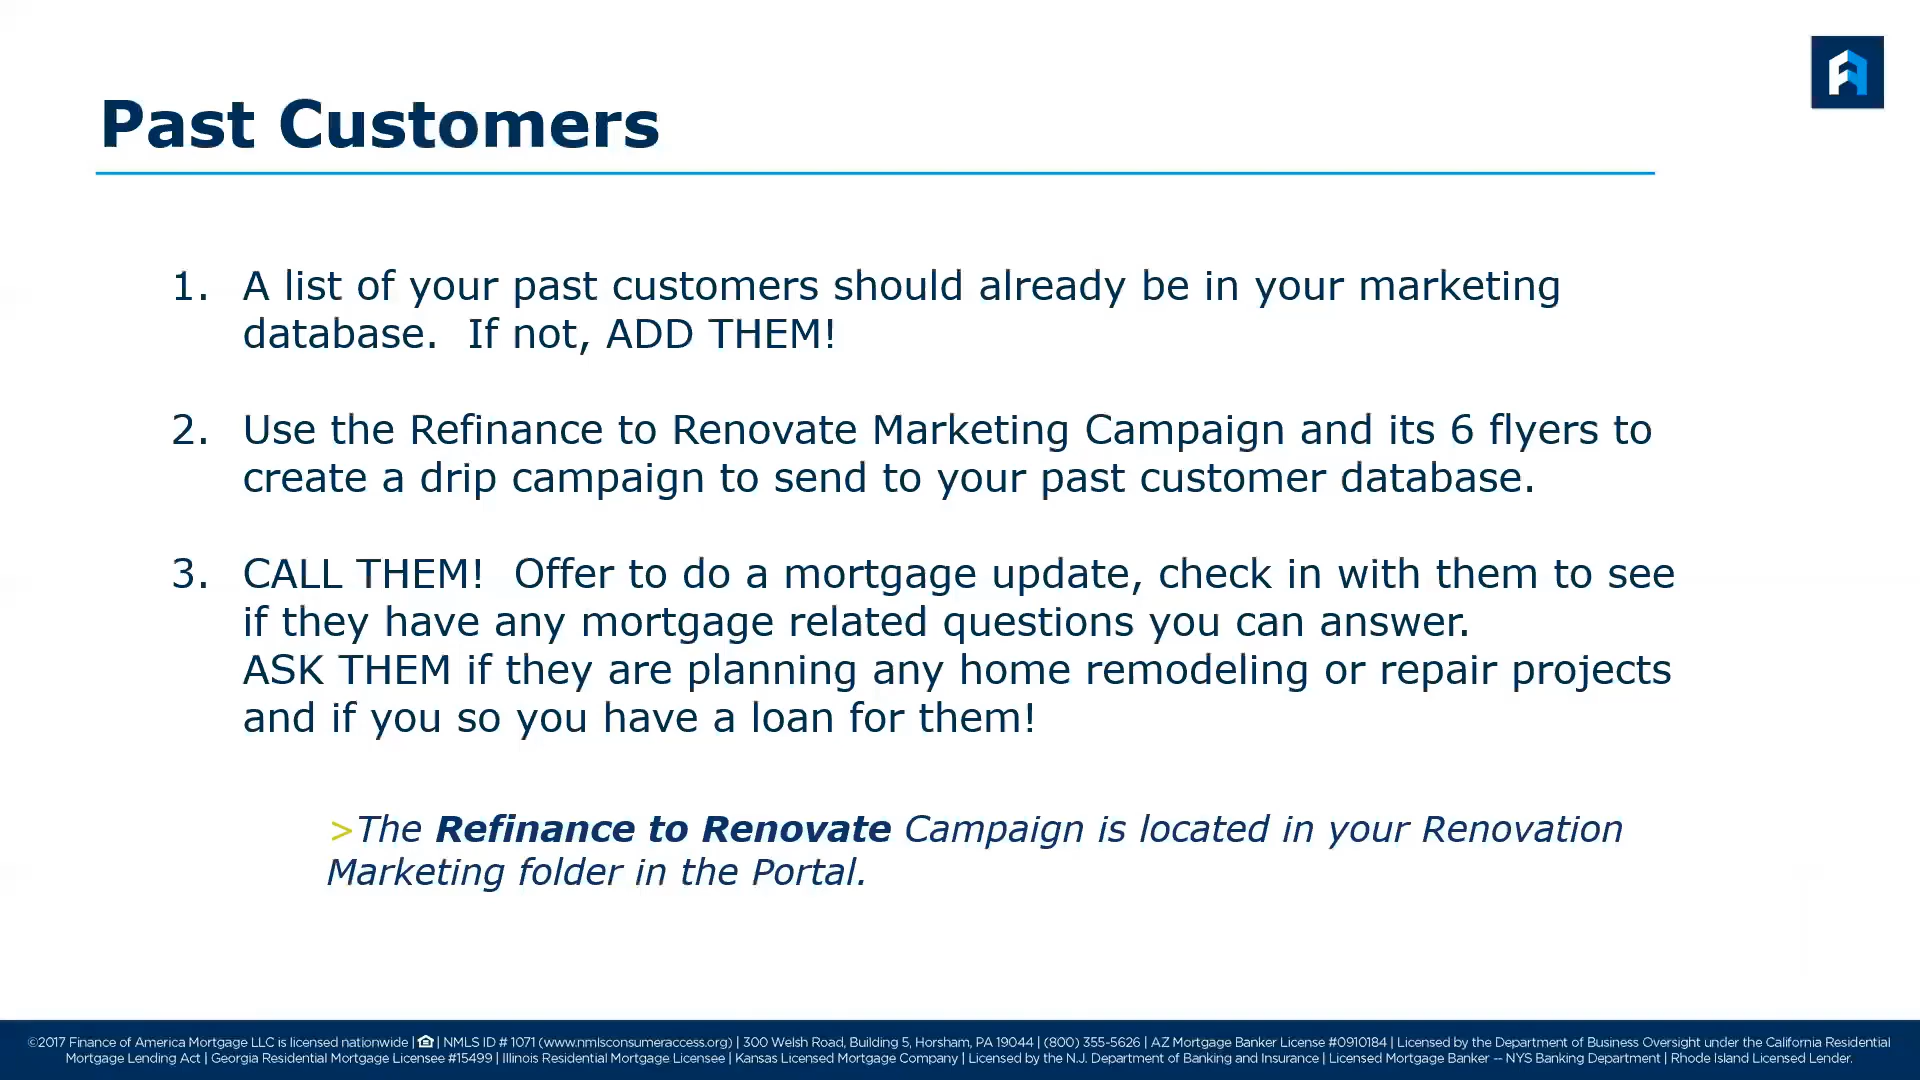 Past Customers
1. A list of your past customers should already be in your marketing
database.  If not, ADD THEM!
2. Use the Refinance to Renovate Marketing Campaign and its 6 flyers to
create a drip campaign to send to your past customer database.
3. CALL THEM!  Offer to do a mortgage update, check in with them to see
if they have any mortgage related questions you can answer.
ASK THEM if they are planning any home remodeling or repair projects
and if you so you have a loan for them!
>The Refinance to Renovate Campaign is located in your Renovation
Marketing folder in the Portal.
©2017 Finance of America Mortgage LLC is licensed nationwide | | NMLS ID # 1071 (www.nmlsconsumeraccess.org) | 300 Welsh Road, Building 5, Horsham, PA 19044 | (800) 355-5626 | AZ Mortgage Banker License #0910184 | Licensed by the Department of Business Oversight under the California Residential
Mortgage Lending Act | Georgia Residential Mortgage Licensee #15499 | Illinois Residential Mortgage Licensee | Kansas Licensed Mortgage Company | Licensed by the N.J. Department of Banking and Insurance | Licensed Mortgage Banker -- NYS Banking Department | Rhode Island Licensed Lender.